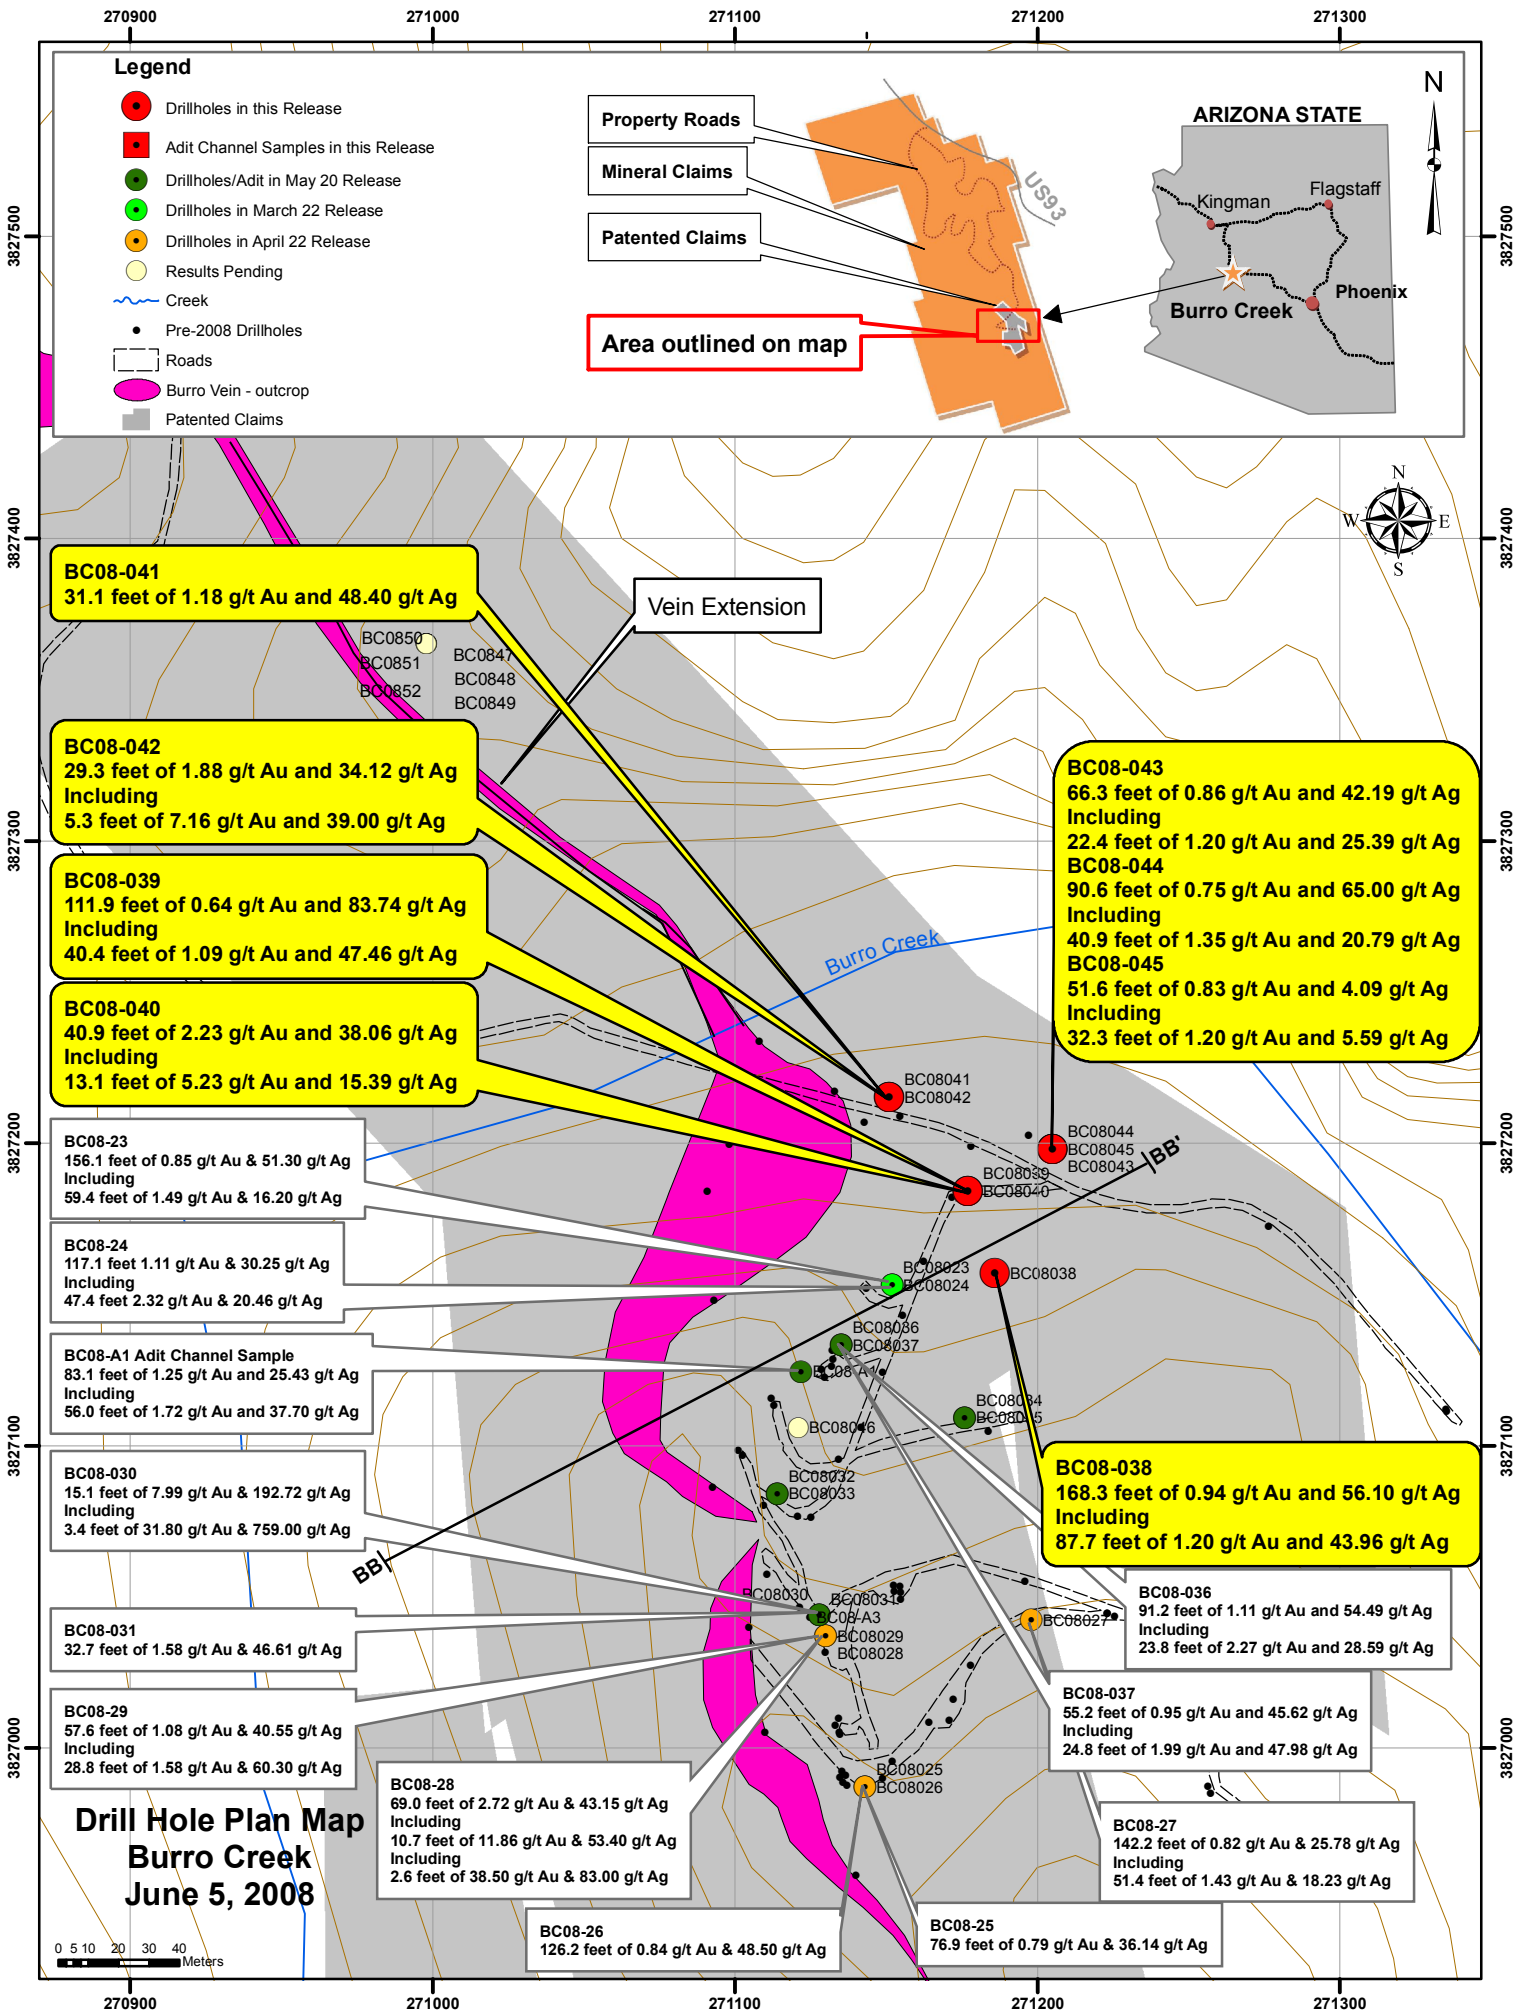 270900
271000
271100
271200
271300
Legend
Drillholes in this Release
Adit Channel Samples in this Release
Drillholes/Adit in May 20 Release
Drillholes in March 22 Release
Drillholes in April 22 Release
Results Pending
Creek
Pre-2008 Drillholes
Roads
Burro Vein - outcrop
Patented Claims
Property Roads
Mineral Claims
Patented Claims
Area outlined on map
US93
ARIZONA STATE
Kingman
Flagstaff
Burro Creek
Phoenix
N
3827500
3827500
N
W
E
S
3827400
3827400
BC08-041
31.1 feet of 1.18 g/t Au and 48.40 g/t Ag
Vein Extension
BC0850
BC0851
BC0852
BC0847
BC0848
BC0849
BC08-042
29.3 feet of 1.88 g/t Au and 34.12 g/t Ag
Including
5.3 feet of 7.16 g/t Au and 39.00 g/t Ag
BC08-043
66.3 feet of 0.86 g/t Au and 42.19 g/t Ag
Including
22.4 feet of 1.20 g/t Au and 25.39 g/t Ag
BC08-044
90.6 feet of 0.75 g/t Au and 65.00 g/t Ag
Including
40.9 feet of 1.35 g/t Au and 20.79 g/t Ag
BC08-045
51.6 feet of 0.83 g/t Au and 4.09 g/t Ag
Including
32.3 feet of 1.20 g/t Au and 5.59 g/t Ag
3827300
3827300
BC08-039
111.9 feet of 0.64 g/t Au and 83.74 g/t Ag
Including
40.4 feet of 1.09 g/t Au and 47.46 g/t Ag
Burro Creek
BC08-040
40.9 feet of 2.23 g/t Au and 38.06 g/t Ag
Including
13.1 feet of 5.23 g/t Au and 15.39 g/t Ag
BC08041
BC08042
BC08044
BC08045
BC08043
BB'
3827200
3827200
BC08039
BC08040
BC08-23
156.1 feet of 0.85 g/t Au & 51.30 g/t Ag
Including
59.4 feet of 1.49 g/t Au & 16.20 g/t Ag
BC08-24
117.1 feet 1.11 g/t Au & 30.25 g/t Ag
Including
47.4 feet 2.32 g/t Au & 20.46 g/t Ag
BC08023
BC08024
BC08038
BC08036
BC08037
BC08-A1 Adit Channel Sample
83.1 feet of 1.25 g/t Au and 25.43 g/t Ag
Including
56.0 feet of 1.72 g/t Au and 37.70 g/t Ag
BC08-A1
BC08034
BC08035
BC08046
3827100
3827100
BC08-038
168.3 feet of 0.94 g/t Au and 56.10 g/t Ag
Including
87.7 feet of 1.20 g/t Au and 43.96 g/t Ag
BC08-030
15.1 feet of 7.99 g/t Au & 192.72 g/t Ag
Including
3.4 feet of 31.80 g/t Au & 759.00 g/t Ag
BC08032
BC08033
BB
BC08030
BC08031
BC08-A3
BC08029
BC08028
BC08027
BC08-036
91.2 feet of 1.11 g/t Au and 54.49 g/t Ag
Including
23.8 feet of 2.27 g/t Au and 28.59 g/t Ag
BC08-031
32.7 feet of 1.58 g/t Au & 46.61 g/t Ag
BC08-037
55.2 feet of 0.95 g/t Au and 45.62 g/t Ag
Including
24.8 feet of 1.99 g/t Au and 47.98 g/t Ag
BC08-29
57.6 feet of 1.08 g/t Au & 40.55 g/t Ag
Including
28.8 feet of 1.58 g/t Au & 60.30 g/t Ag
3827000
3827000
BC08025
BC08026
BC08-28
69.0 feet of 2.72 g/t Au & 43.15 g/t Ag
Including
10.7 feet of 11.86 g/t Au & 53.40 g/t Ag
Including
2.6 feet of 38.50 g/t Au & 83.00 g/t Ag
BC08-27
142.2 feet of 0.82 g/t Au & 25.78 g/t Ag
Including
51.4 feet of 1.43 g/t Au & 18.23 g/t Ag
Drill Hole Plan Map
Burro Creek
June 5, 2008
BC08-26
126.2 feet of 0.84 g/t Au & 48.50 g/t Ag
BC08-25
76.9 feet of 0.79 g/t Au & 36.14 g/t Ag
0 5 10 20 30 40
Meters
270900
271000
271100
271200
271300